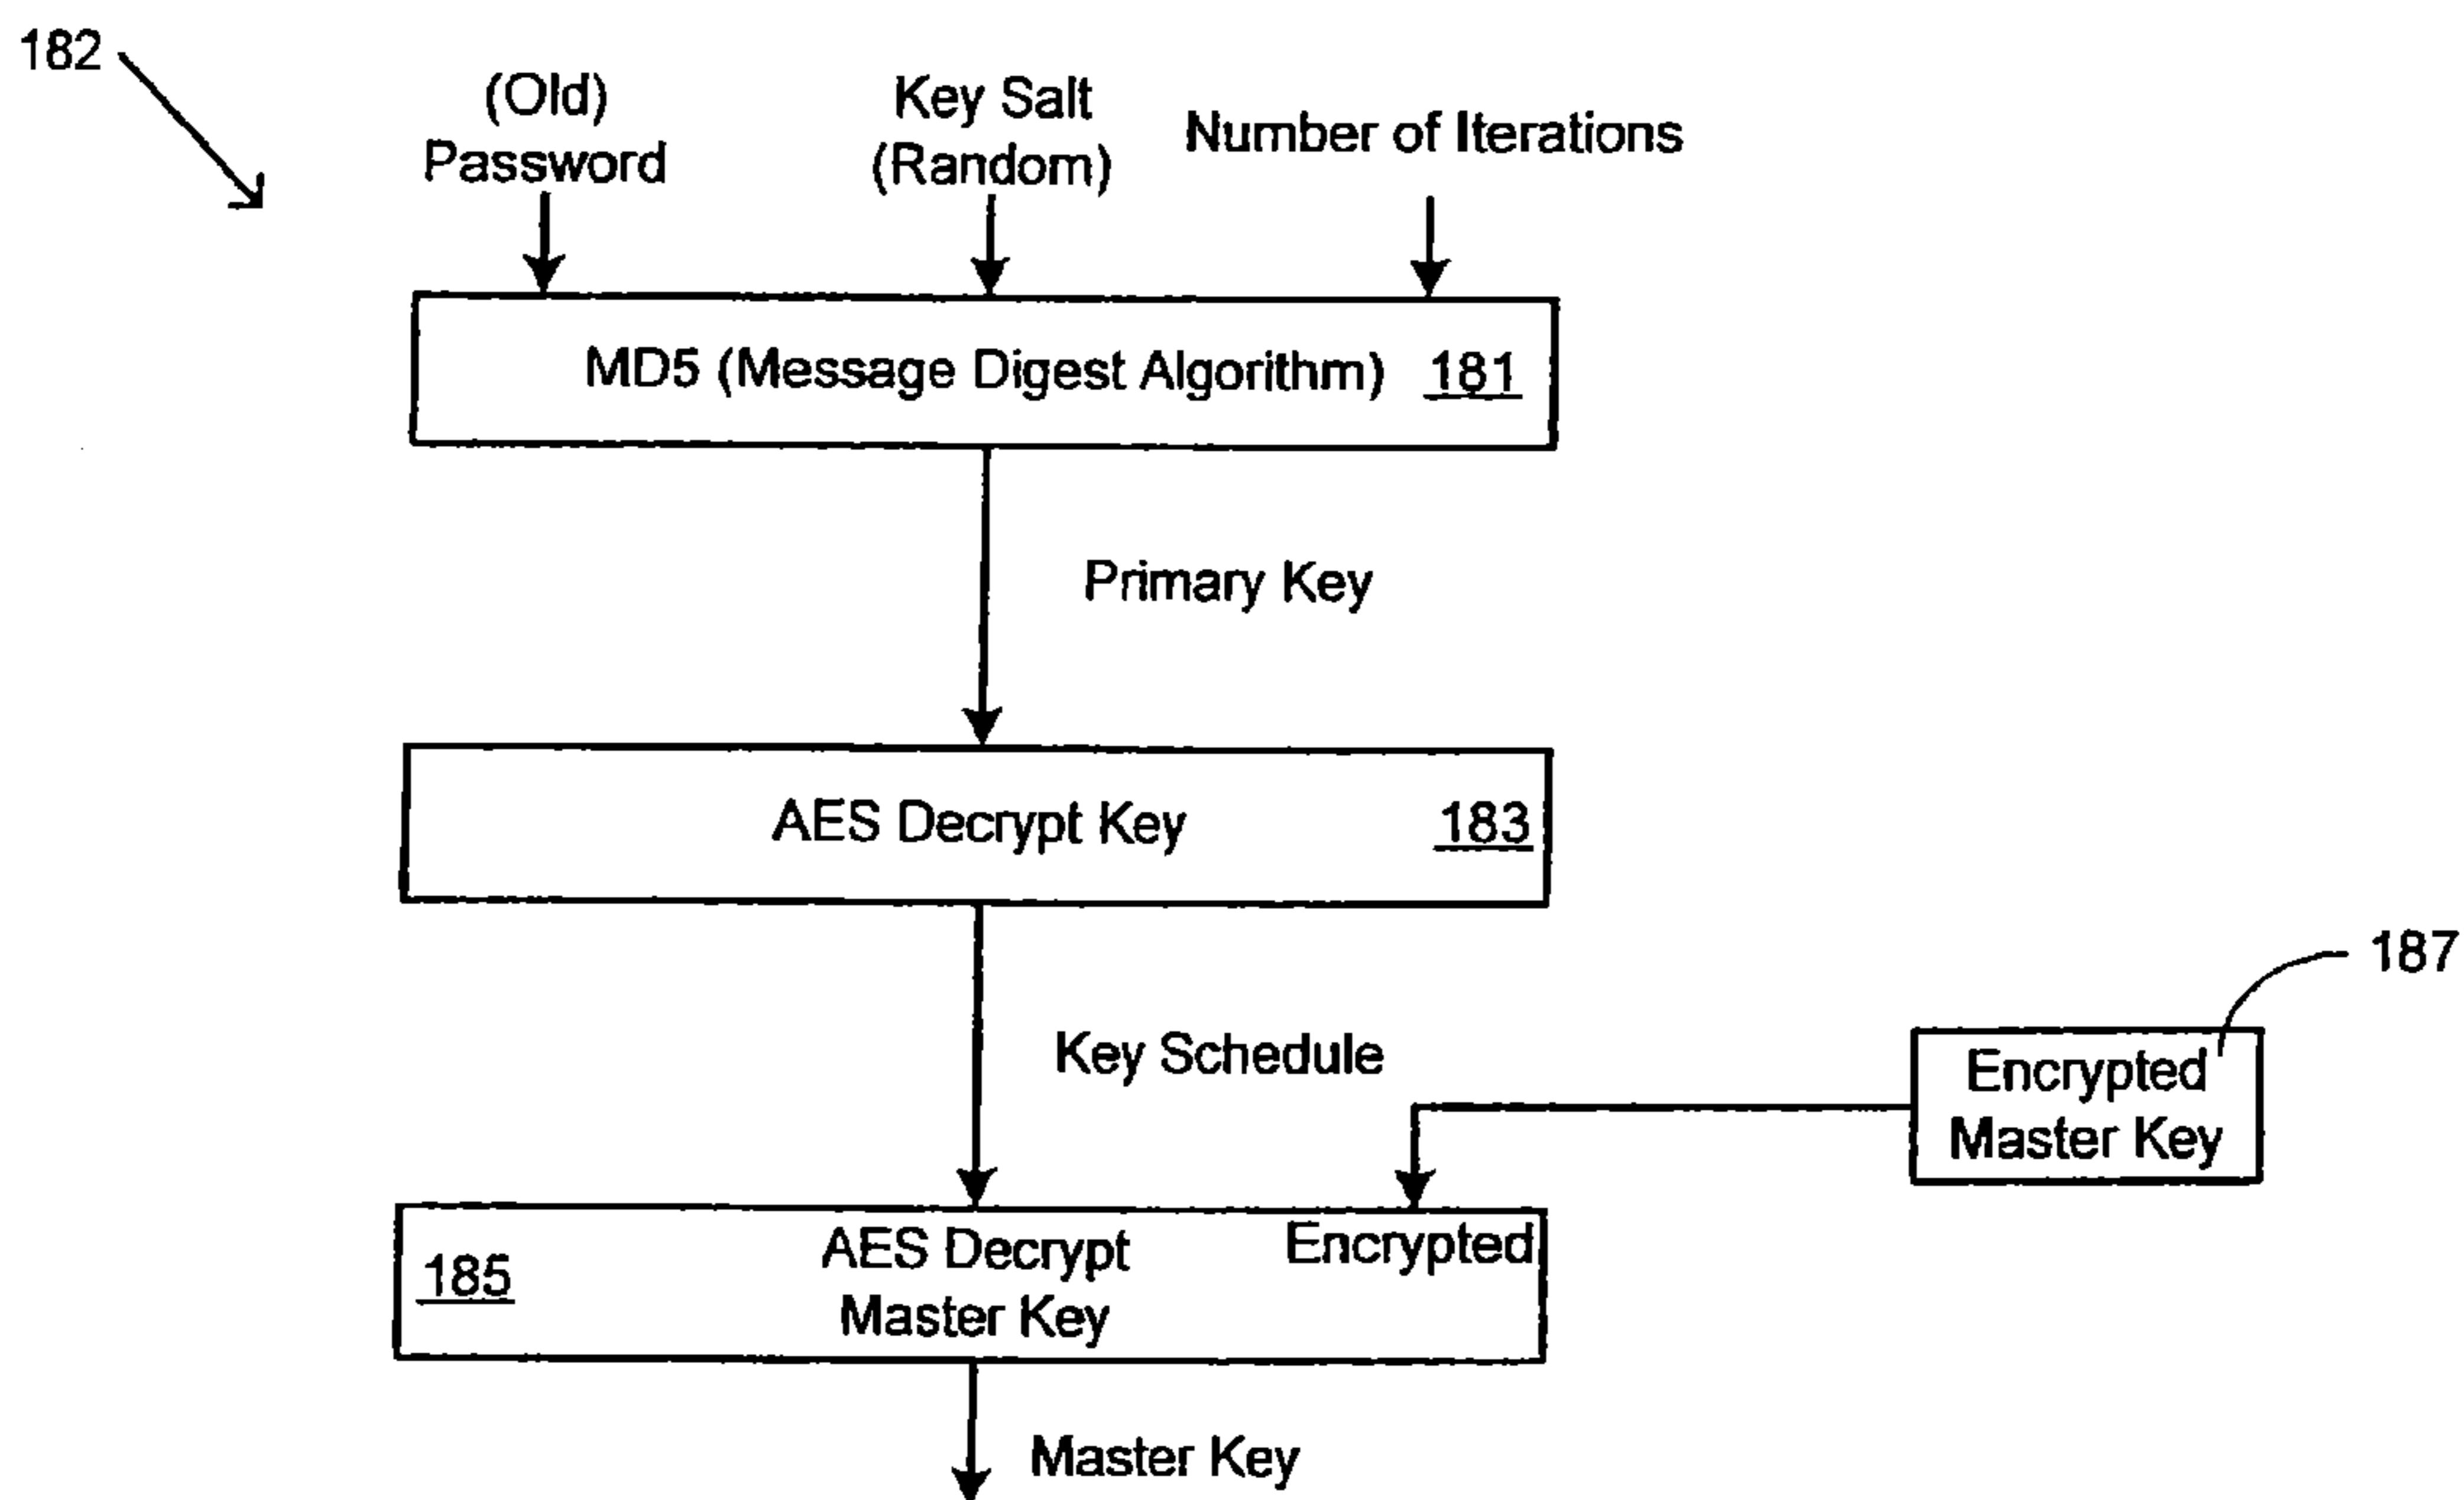 182
(Old)
Password
Key Salt
(Random)
Number of Iterations
MD5 (Message Digest Algorithm) 181
Primary Key
AES Decrypt Key 183
Key Schedule
187
Encrypted
Master Key
185
AES Decrypt
Master Key
Encrypted
Master Key